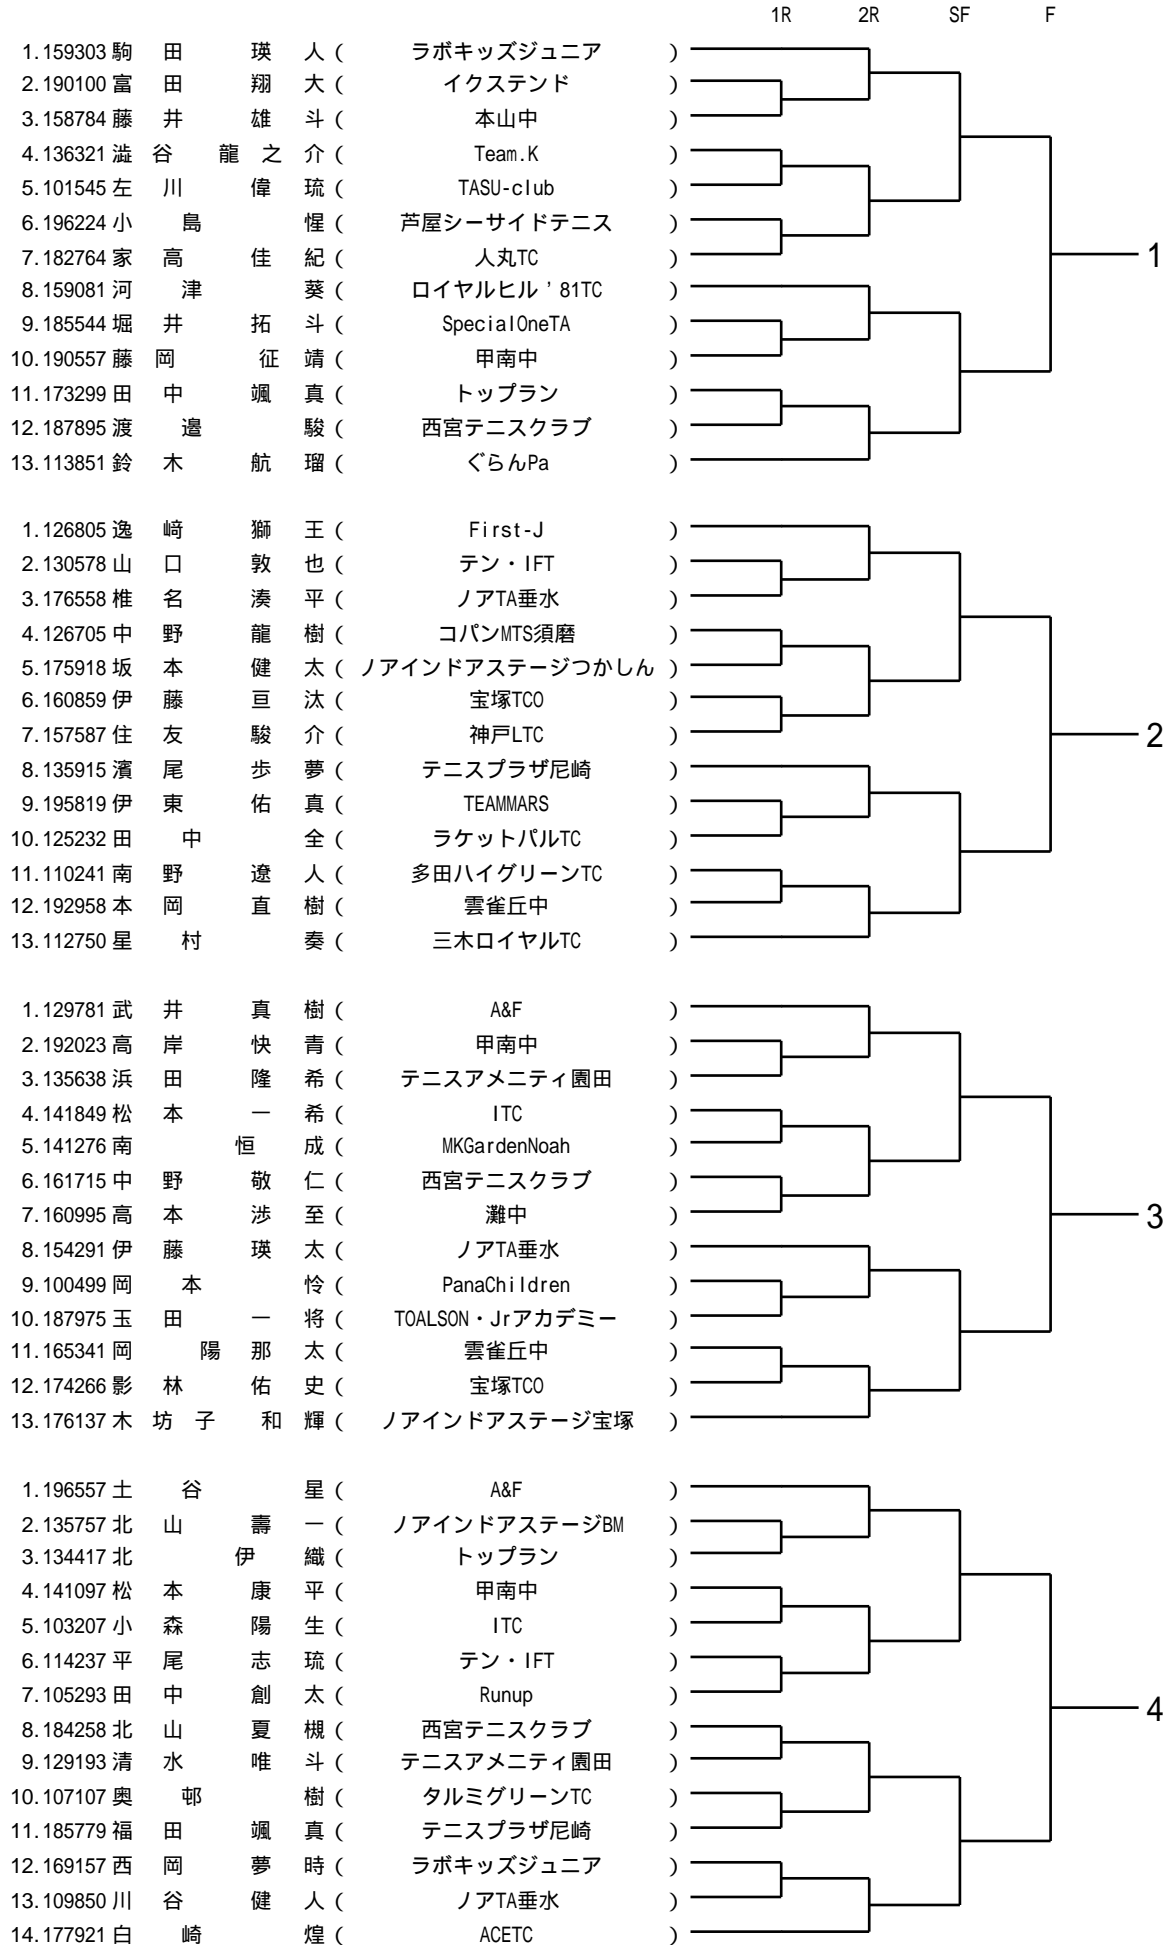 1R 2R SF F
1.159303 駒田 瑛人 ( ラボキッズジュニア )
2.190100 富田 翔大 ( イクステンド )
3.158784 藤井 雄斗 ( 本山中 )
4.136321 澁谷 龍之介 ( Team.K )
5.101545 左川 偉琉 ( TASU-club )
6.196224 小島 惺 ( 芦屋シーサイドテニス )
7.182764 家高 佳紀 ( 人丸TC )
1
8.159081 河津 葵 ( ロイヤルヒル'81TC )
9.185544 堀井 拓斗 ( SpecialOneTA )
10.190557 藤岡 征靖 ( 甲南中 )
11.173299 田中 颯真 ( トップラン )
12.187895 渡邉 駿 ( 西宮テニスクラブ )
13.113851 鈴木 航瑠 ( ぐらんPa )
1.126805 逸﨑 獅王 ( First-J )
2.130578 山口 敦也 ( テン・IFT )
3.176558 椎名 湊平 ( ノアTA垂水 )
4.126705 中野 龍樹 ( コパンMTS須磨 )
5.175918 坂本 健太 ( ノアインドアステージつかしん )
6.160859 伊藤 亘汰 ( 宝塚TCO )
7.157587 住友 駿介 ( 神戸LTC )
2
8.135915 濱尾 歩夢 ( テニスプラザ尼崎 )
9.195819 伊東 佑真 ( TEAMMARS )
10.125232 田中 全 ( ラケットパルTC )
11.110241 南野 遼人 ( 多田ハイグリーンTC )
12.192958 本岡 直樹 ( 雲雀丘中 )
13.112750 星村 奏 ( 三木ロイヤルTC )
1.129781 武井 真樹 ( A&F )
2.192023 高岸 快青 ( 甲南中 )
3.135638 浜田 隆希 ( テニスアメニティ園田 )
4.141849 松本 一希 ( ITC )
5.141276 南 恒成 ( MKGardenNoah )
6.161715 中野 敬仁 ( 西宮テニスクラブ )
7.160995 高本 渉至 ( 灘中 )
3
8.154291 伊藤 瑛太 ( ノアTA垂水 )
9.100499 岡本 怜 ( PanaChildren )
10.187975 玉田 一将 ( TOALSON・Jrアカデミー )
11.165341 岡 陽那太 ( 雲雀丘中 )
12.174266 影林 佑史 ( 宝塚TCO )
13.176137 木坊子 和輝 ( ノアインドアステージ宝塚 )
1.196557 土谷 星 ( A&F )
2.135757 北山 壽一 ( ノアインドアステージBM )
3.134417 北 伊織 ( トップラン )
4.141097 松本 康平 ( 甲南中 )
5.103207 小森 陽生 ( ITC )
6.114237 平尾 志琉 ( テン・IFT )
7.105293 田中 創太 ( Runup )
4
8.184258 北山 夏槻 ( 西宮テニスクラブ )
9.129193 清水 唯斗 ( テニスアメニティ園田 )
10.107107 奥邨 樹 ( タルミグリーンTC )
11.185779 福田 颯真 ( テニスプラザ尼崎 )
12.169157 西岡 夢時 ( ラボキッズジュニア )
13.109850 川谷 健人 ( ノアTA垂水 )
14.177921 白崎 煌 ( ACETC )